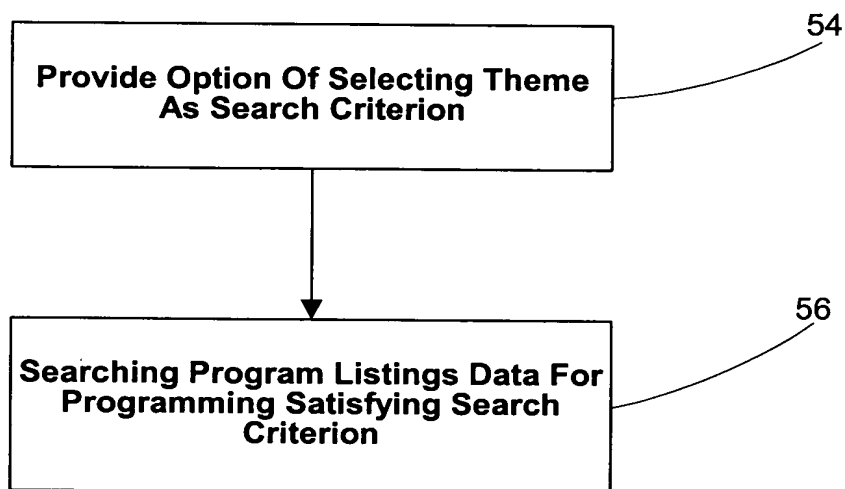 54
Provide Option Of Selecting Theme
As Search Criterion
56
Searching Program Listings Data For
Programming Satisfying Search
Criterion